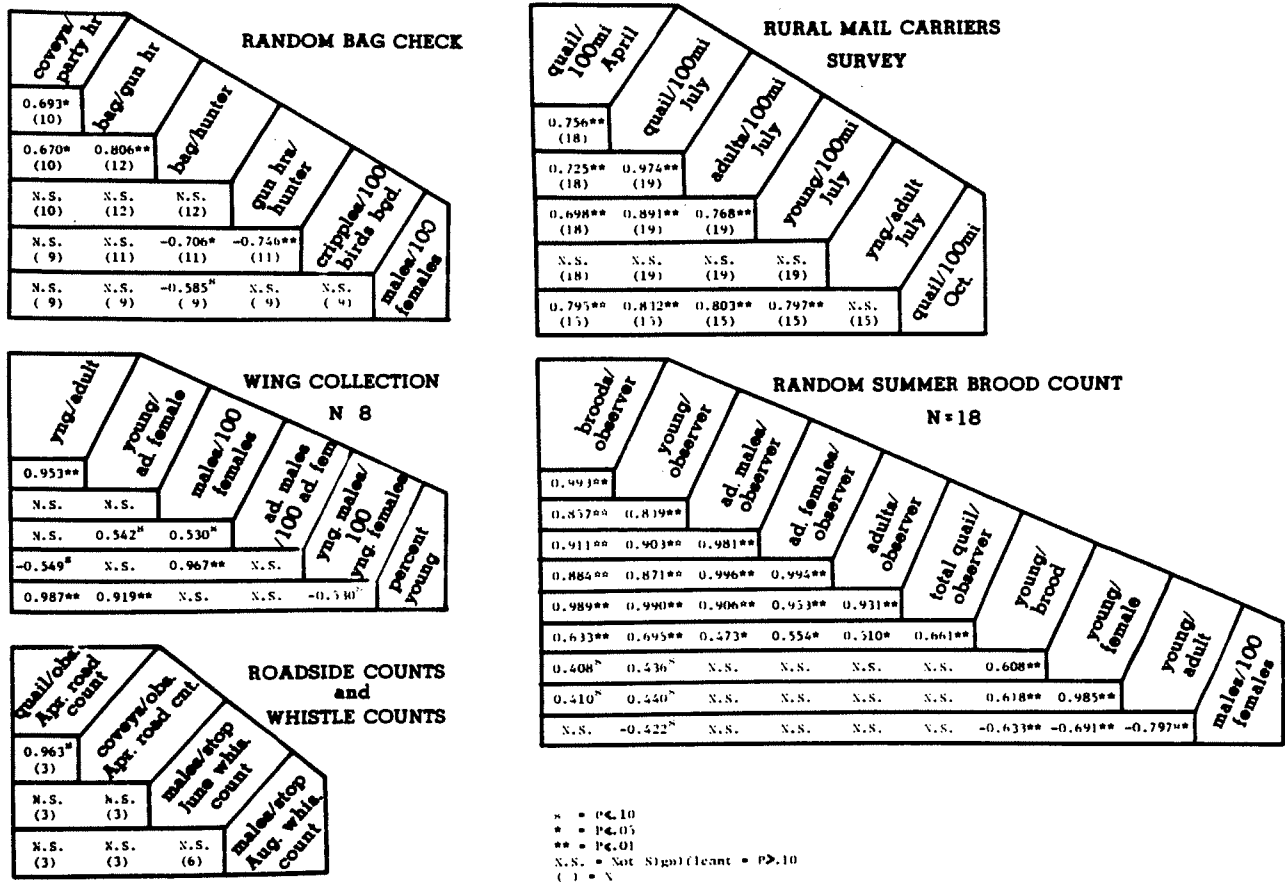 RANDOM BAG CHECK
coveys/
party hr
bag/gun hr
bag/hunter
gun hrs/
hunter
cripples/100
birds bgd.
males/100
females
0.693*
(10)
0.670* 0.806**
(10) (12)
N.S. N.S. N.S.
(10) (12) (12)
N.S. N.S. -0.706* -0.746**
( 9) (11) (11) (11)
N.S. N.S. -0.585ˣ N.S. N.S.
( 9) ( 9) ( 9) ( 9) ( 9)
RURAL MAIL CARRIERS
SURVEY
quail/
100mi
April
quail/100mi
July
adults/100mi
July
young/100mi
July
yng/adult
July
quail/100mi
Oct.
0.756**
(18)
0.725** 0.974**
(18) (19)
0.698** 0.891** 0.768**
(18) (19) (19)
N.S. N.S. N.S. N.S.
(18) (19) (19) (19)
0.795** 0.803** 0.797** N.S.
(15) (15) (15) (15) (15)
WING COLLECTION
N 8
yng/adult
young/
ad. female
males/100
females
ad. males
/100 ad. fem
yng. males/
100
yng. females
percent
young
0.953**
N.S. N.S.
N.S. 0.542ˣ 0.530ˣ
-0.549ˣ N.S. 0.967** N.S.
0.987** 0.919** N.S. N.S. -0.530ˣ
RANDOM SUMMER BROOD COUNT
N=18
broods/
observer
young/
observer
ad. males/
observer
ad. females/
observer
adults/
observer
total quail/
observer
young/
brood
young/
female
young/
adult
males/100
females
0.993**
0.857** 0.839**
0.911** 0.903** 0.981**
0.884** 0.871** 0.996** 0.994**
0.989** 0.990** 0.906** 0.953** 0.931**
0.633** 0.695** 0.473* 0.554* 0.510* 0.661**
0.408ˣ 0.436ˣ N.S. N.S. N.S. N.S. 0.608**
0.410ˣ 0.440ˣ N.S. N.S. N.S. N.S. 0.618** 0.985**
N.S. -0.422ˣ N.S. N.S. N.S. N.S. -0.633** -0.691** -0.797**
ROADSIDE COUNTS
and
WHISTLE COUNTS
quail/obs.
Apr. road
count
coveys/obs.
Apr. road cnt.
males/stop
June whis.
count
males/stop
Aug. whis.
count
0.963ˣ
(3)
N.S. N.S.
(3) (3)
N.S. N.S. N.S.
(3) (3) (6)
x = P<.10
* = P<.05
** = P<.01
N.S. = Not Significant = P>.10
( ) = N